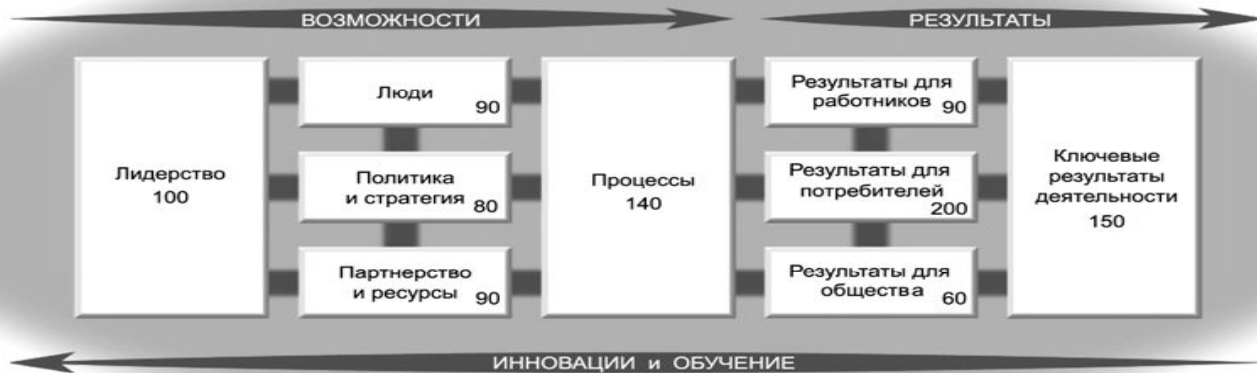 ВОЗМОЖНОСТИ
РЕЗУЛЬТАТЫ
Лидерство
100
Люди
90
Политика
и стратегия 80
Партнерство
и ресурсы 90
Процессы
140
Результаты для
работников 90
Результаты для
потребителей
200
Результаты для
общества 60
Ключевые
результаты
деятельности
150
ИННОВАЦИИ и ОБУЧЕНИЕ